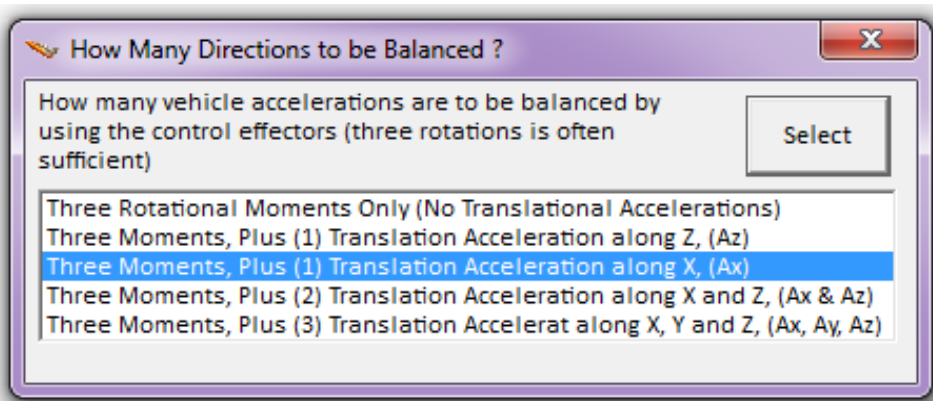 How Many Directions to be Balanced ?
How many vehicle accelerations are to be balanced by
using the control effectors (three rotations is often
sufficient)
Select
Three Rotational Moments Only (No Translational Accelerations)
Three Moments, Plus (1) Translation Acceleration along Z, (Az)
Three Moments, Plus (1) Translation Acceleration along X, (Ax)
Three Moments, Plus (2) Translation Acceleration along X and Z, (Ax & Az)
Three Moments, Plus (3) Translation Accelerat along X, Y and Z, (Ax, Ay, Az)